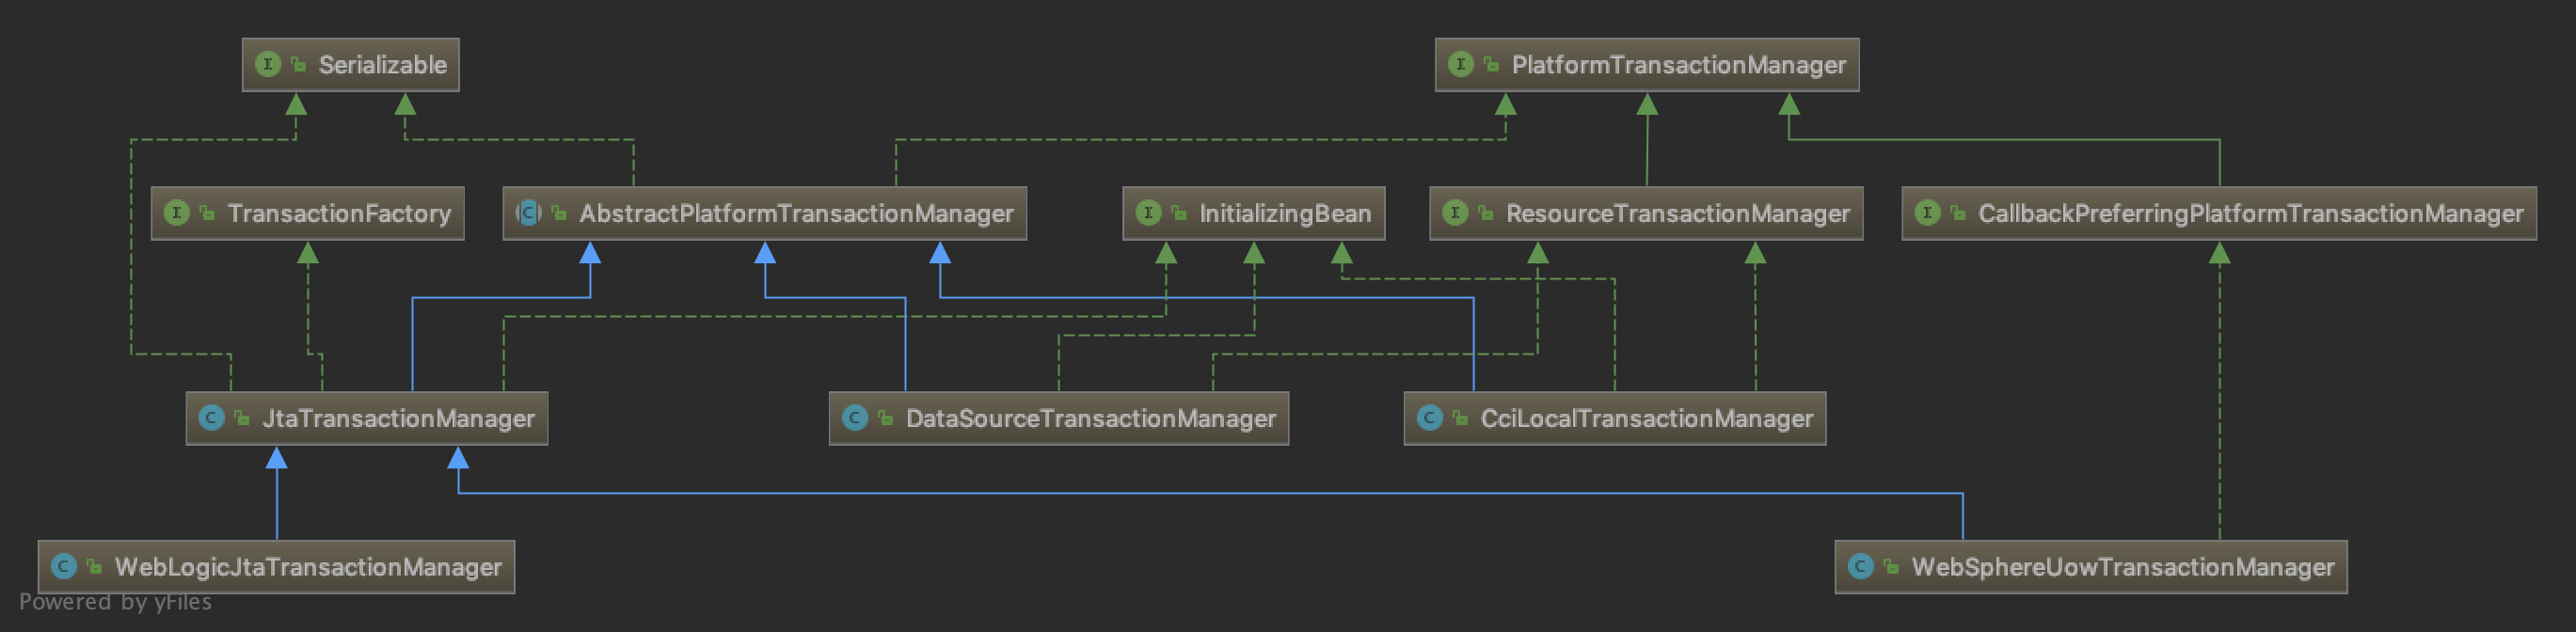 Serializable
PlatformTransactionManager
TransactionFactory
AbstractPlatformTransactionManager
InitializingBean
ResourceTransactionManager
CallbackPreferringPlatformTransactionManager
JtaTransactionManager
DataSourceTransactionManager
CciLocalTransactionManager
WebLogicJtaTransactionManager
WebSphereUowTransactionManager
Powered by yFiles